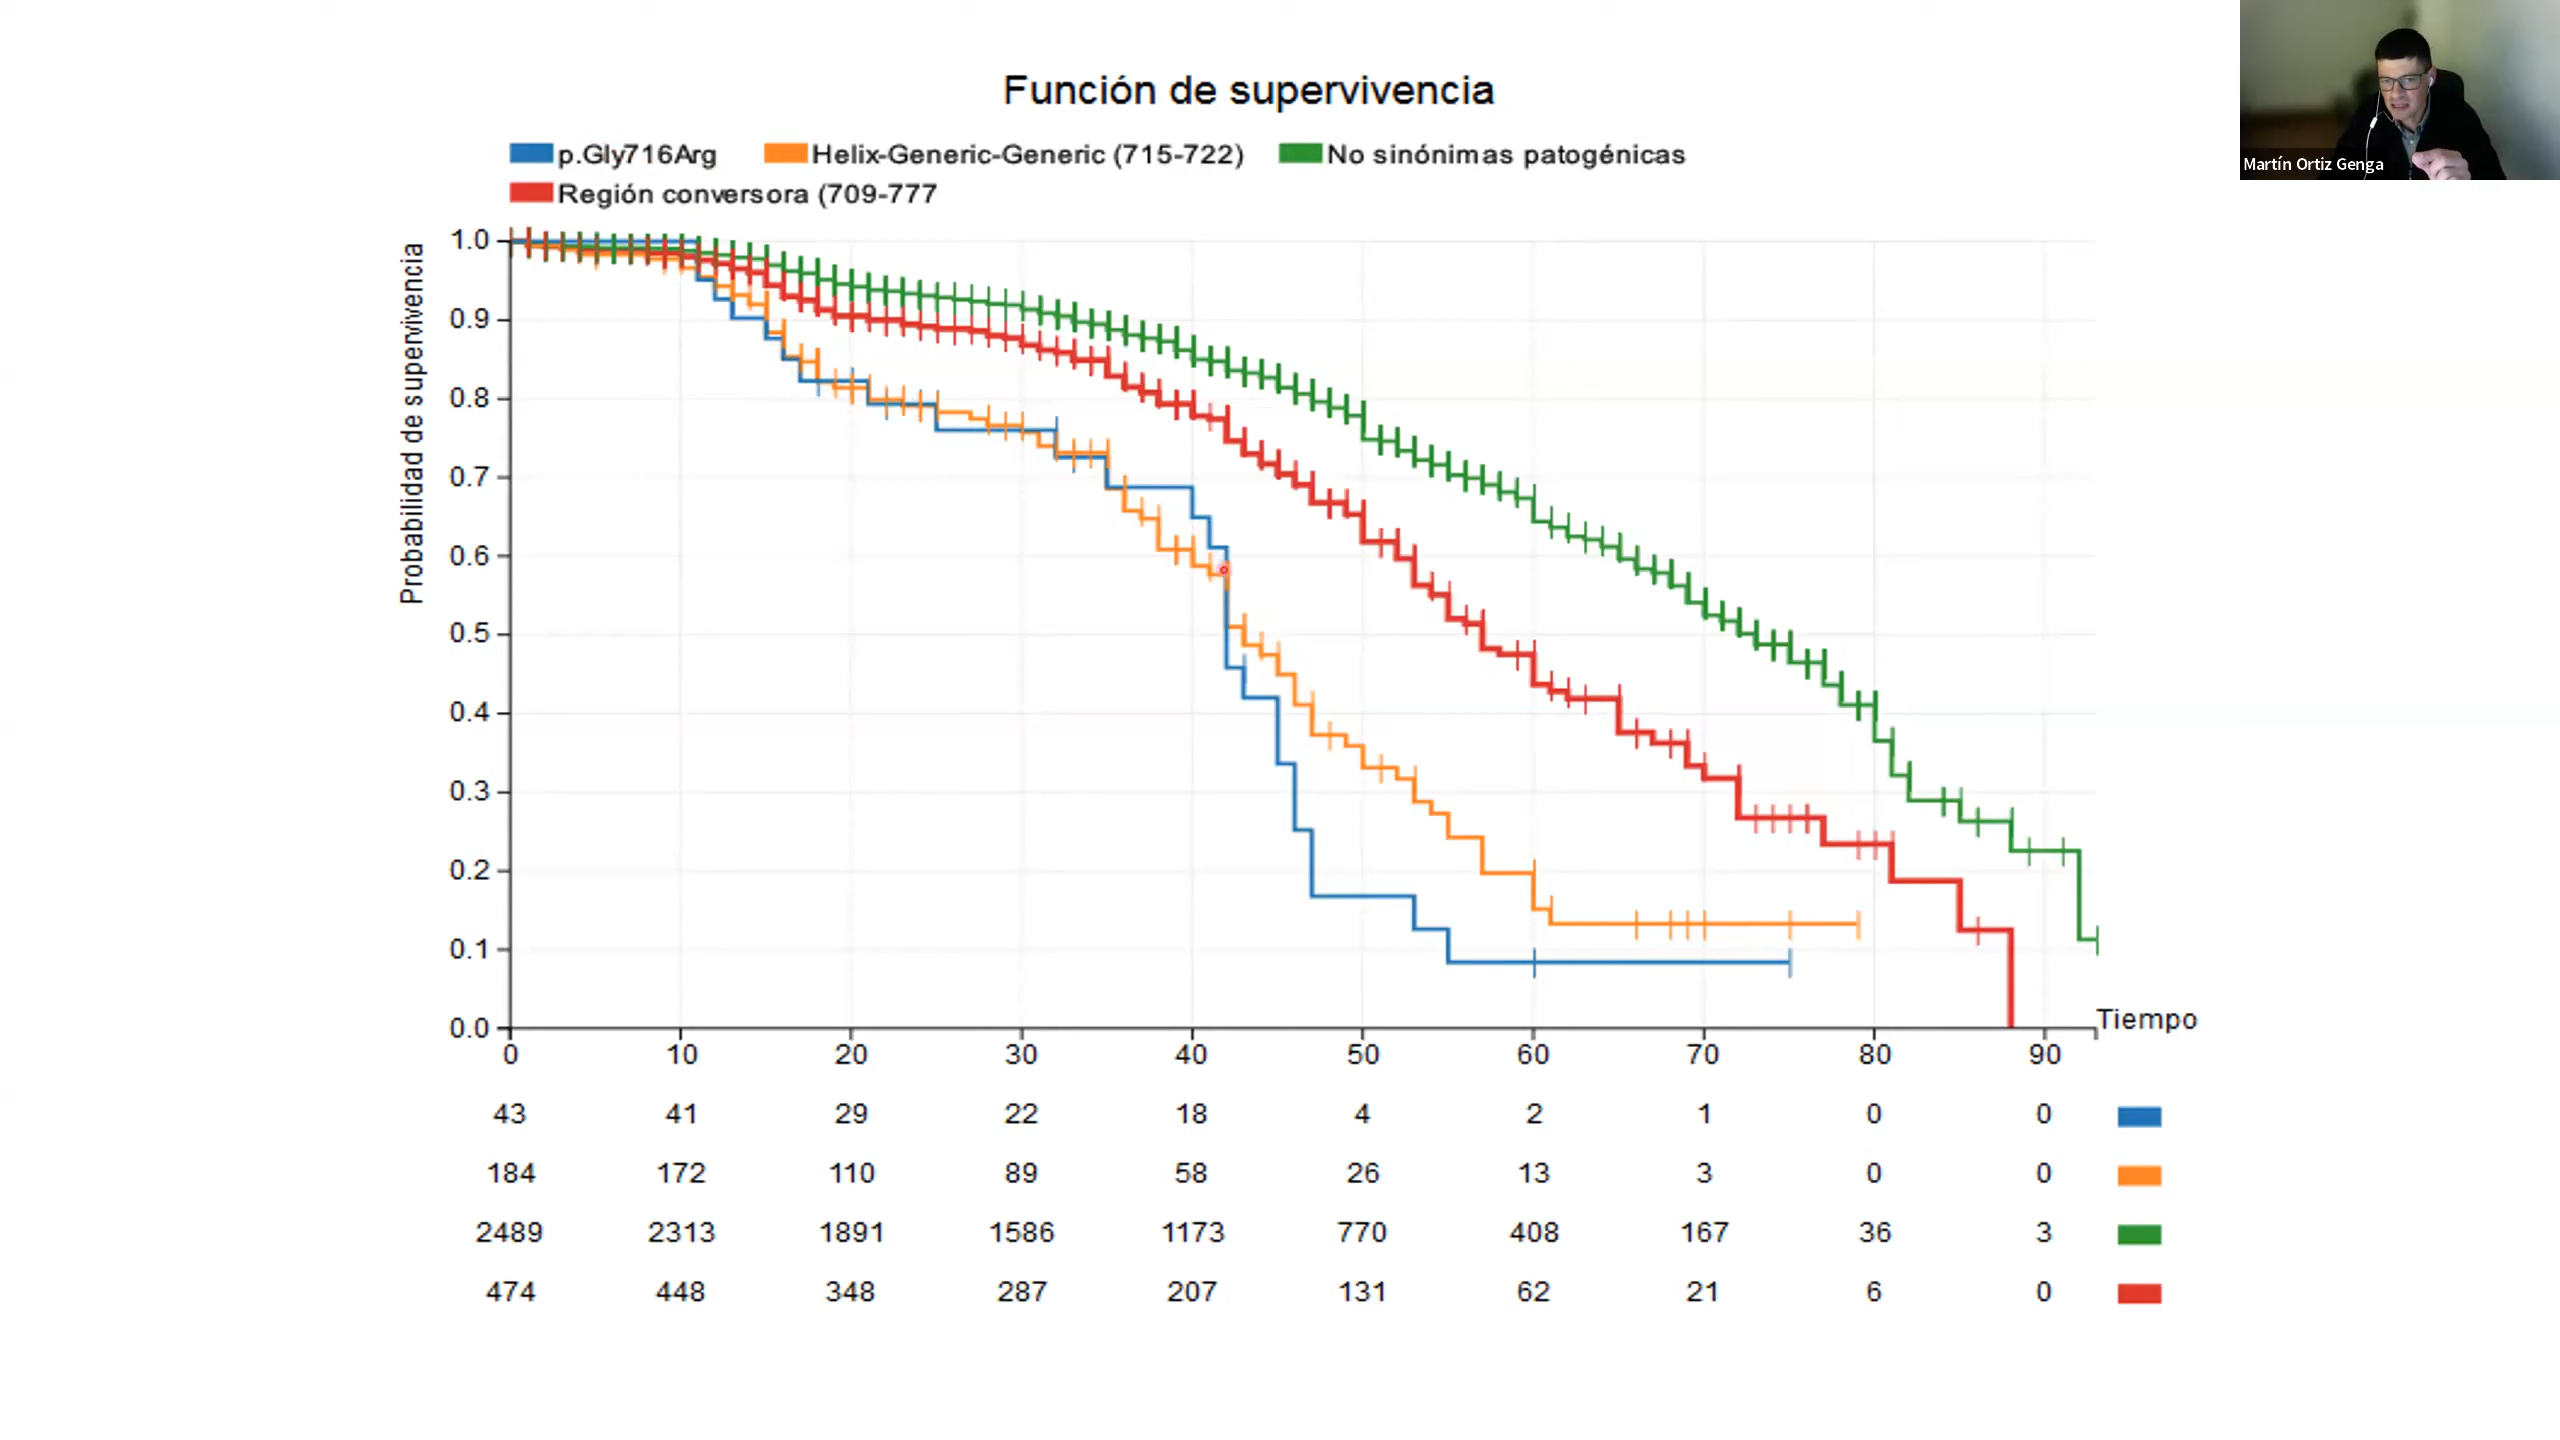 Martín Ortiz Genga
Función de supervivencia
p.Gly716Arg Helix-Generic-Generic (715-722) No sinónimas patogénicas
Región conversora (709-777
Probabilidad de supervivencia
1.0
0.9
0.8
0.7
0.6
0.5
0.4
0.3
0.2
0.1
0.0
Tiempo
0 10 20 30 40 50 60 70 80 90
43 41 29 22 18 4 2 1 0 0
184 172 110 89 58 26 13 3 0 0
2489 2313 1891 1586 1173 770 408 167 36 3
474 448 348 287 207 131 62 21 6 0